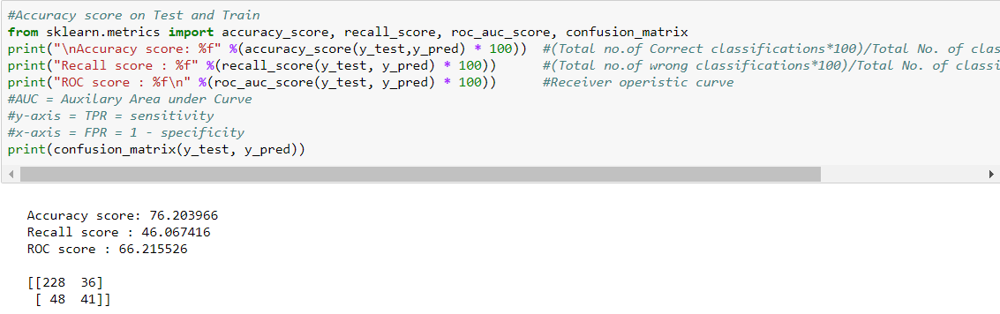 #Accuracy score on Test and Train
from sklearn.metrics import accuracy_score, recall_score, roc_auc_score, confusion_matrix
print("\nAccuracy score: %f" %(accuracy_score(y_test,y_pred) * 100))  #(Total no.of Correct classifications*100)/Total No. of clas
print("Recall score : %f" %(recall_score(y_test, y_pred) * 100))      #(Total no.of wrong classifications*100)/Total No. of classi
print("ROC score : %f\n" %(roc_auc_score(y_test, y_pred) * 100))      #Receiver operistic curve
#AUC = Auxilary Area under Curve
#y-axis = TPR = sensitivity
#x-axis = FPR = 1 - specificity
print(confusion_matrix(y_test, y_pred))
Accuracy score: 76.203966
Recall score : 46.067416
ROC score : 66.215526
[[228  36]
 [ 48  41]]